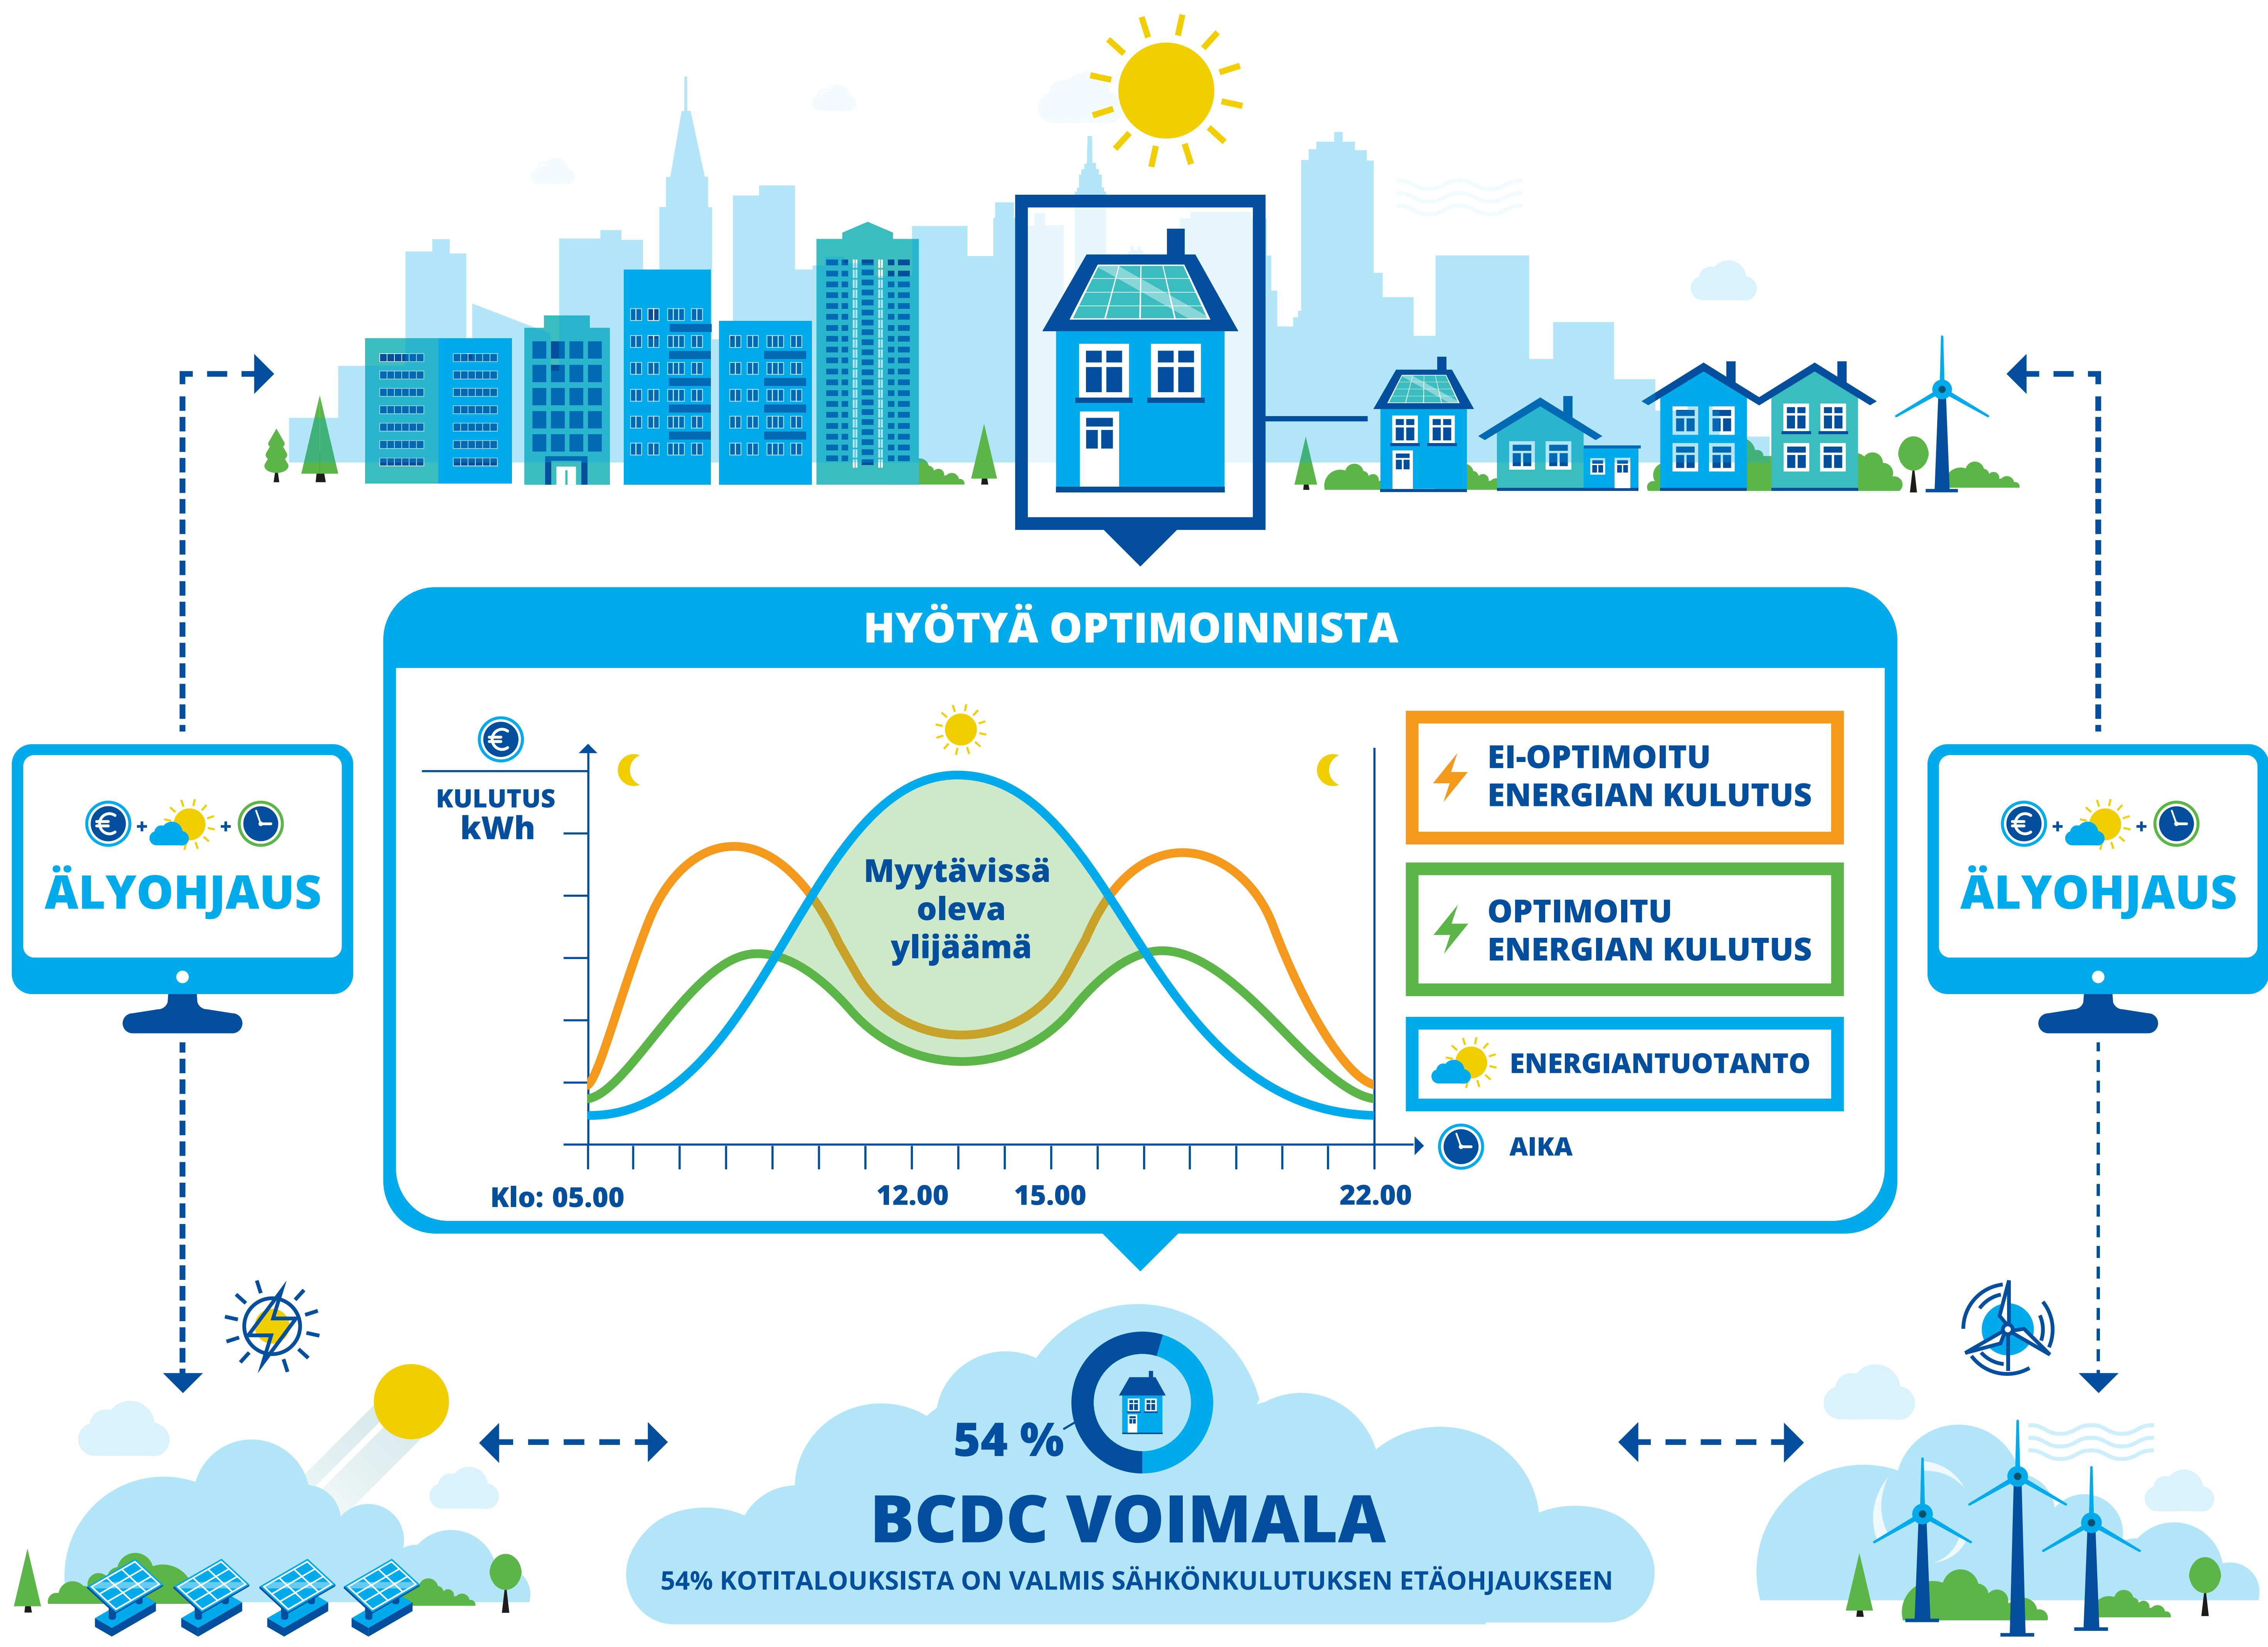 HYÖTYÄ OPTIMOINNISTA
€
KULUTUS
kWh
Myytävissä
oleva
ylijäämä
EI-OPTIMOITU
ENERGIAN KULUTUS
OPTIMOITU
ENERGIAN KULUTUS
ENERGIANTUOTANTO
AIKA
Klo: 05.00
12.00
15.00
22.00
€ + +
ÄLYOHJAUS
€ + +
ÄLYOHJAUS
54 %
BCDC VOIMALA
54% KOTITALOUKSISTA ON VALMIS SÄHKÖNKULUTUKSEN ETÄOHJAUKSEEN